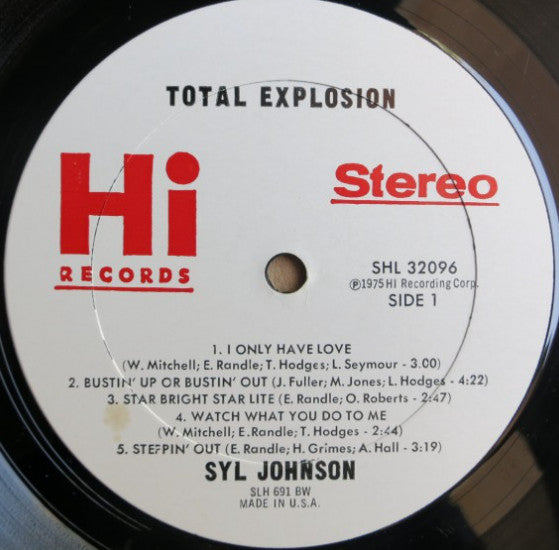 TOTAL EXPLOSION
Hi
RECORDS
Stereo
SHL 32096
℗1975 HI Recording Corp.
SIDE 1
1. I ONLY HAVE LOVE
(W. Mitchell; E. Randle; T. Hodges; L. Seymour - 3.00)
2. BUSTIN' UP OR BUSTIN' OUT (J. Fuller; M. Jones; L. Hodges - 4:22)
3. STAR BRIGHT STAR LITE (E. Randle; O. Roberts - 2:47)
4. WATCH WHAT YOU DO TO ME
(W. Mitchell; E. Randle; T. Hodges - 2:44)
5. STEPPIN' OUT (E. Randle; H. Grimes; A. Hall - 3:19)
SYL JOHNSON
SLH 691 BW
MADE IN U.S.A.